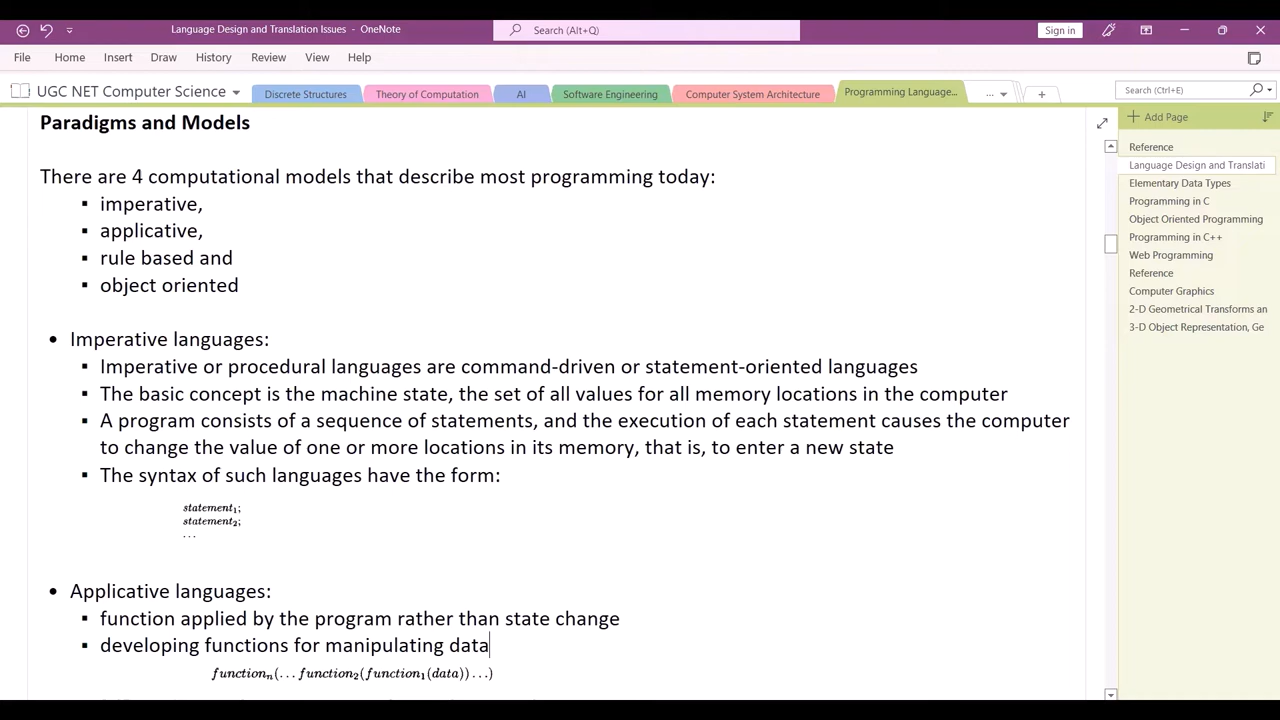 Language Design and Translation Issues - OneNote
Search (Alt+Q)
Sign in
File Home Insert Draw History Review View Help
UGC NET Computer Science
Discrete Structures Theory of Computation AI Software Engineering Computer System Architecture Programming Language... ...
Search (Ctrl+E)
Add Page
Reference
Language Design and Translati
Elementary Data Types
Programming in C
Object Oriented Programming
Programming in C++
Web Programming
Reference
Computer Graphics
2-D Geometrical Transforms an
3-D Object Representation, Ge
Paradigms and Models
There are 4 computational models that describe most programming today:
▪ imperative,
▪ applicative,
▪ rule based and
▪ object oriented
• Imperative languages:
▪ Imperative or procedural languages are command-driven or statement-oriented languages
▪ The basic concept is the machine state, the set of all values for all memory locations in the computer
▪ A program consists of a sequence of statements, and the execution of each statement causes the computer
to change the value of one or more locations in its memory, that is, to enter a new state
▪ The syntax of such languages have the form:
statement₁;
statement₂;
...
• Applicative languages:
▪ function applied by the program rather than state change
▪ developing functions for manipulating data
functionₙ(... function₂(function₁(data)) ...)